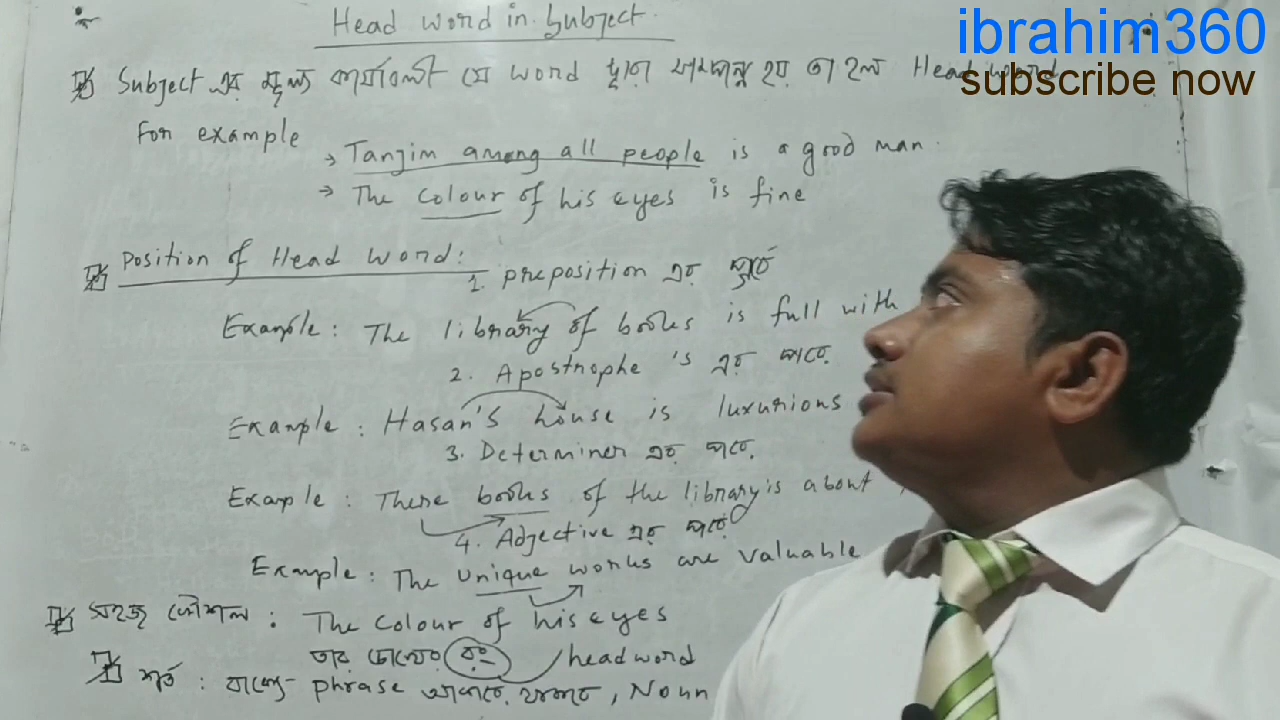 Head word in Subject
ibrahim360
subscribe now
Subject এর মূল কার্যাবলী যে word দ্বারা সম্পন্ন হয় তা হল Head word
For example
→ Tanjim among all people is a good man.
→ The colour of his eyes is fine
Position of Head word:
1. preposition এর পূর্বে
Example: The library of books is full with
2. Apostrophe 's এর পরে
Example: Hasan's house is luxurious
3. Determiner এর পরে
Example: These books of the library is about
4. Adjective এর পরে
Example: The unique works are valuable
সহজ কৌশল: The colour of his eyes
তার চোখের রং headword
শর্ত: বাক্যে phrase আকারে থাকবে, Noun